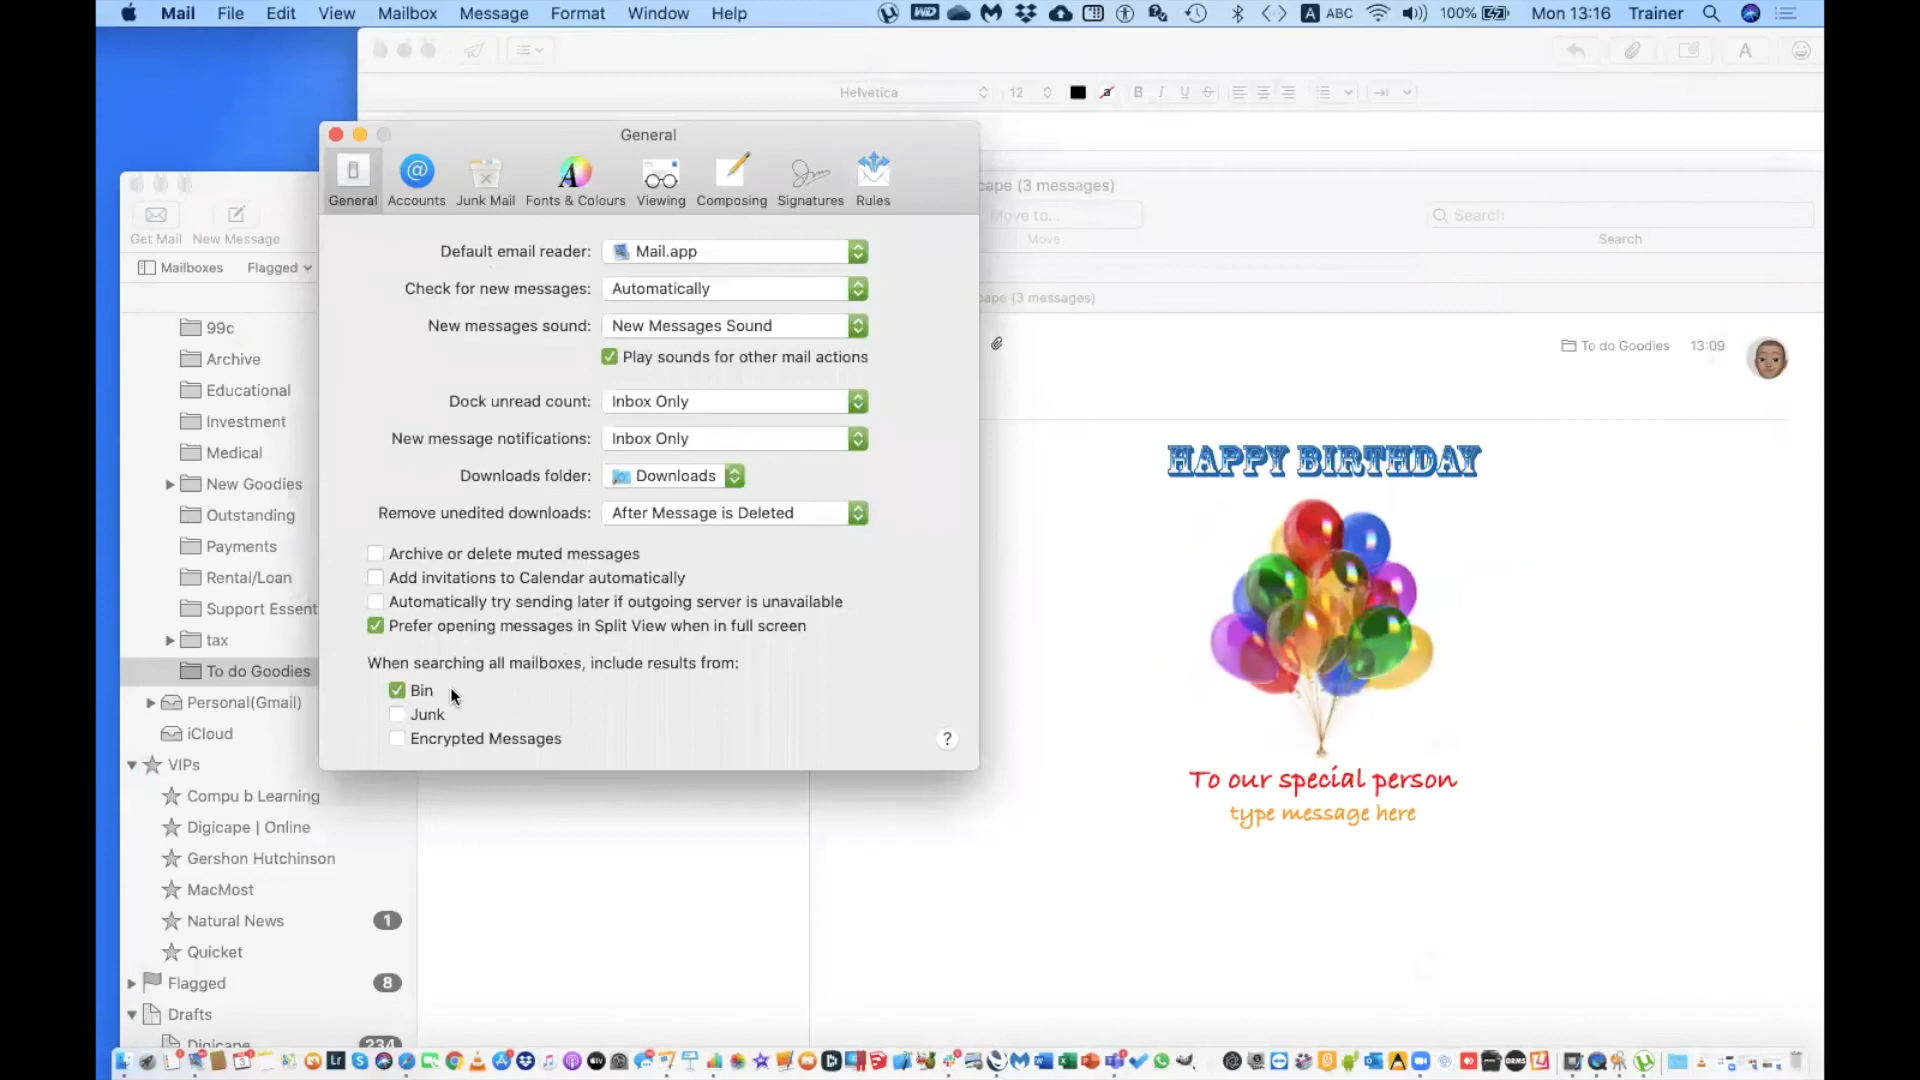 Mail File Edit View Mailbox Message Format Window Help ABC 100% Mon 13:16 Trainer
Helvetica 12
General
General Accounts Junk Mail Fonts & Colours Viewing Composing Signatures Rules
cape (3 messages)
Move to...
Search
Get Mail New Message
Move
Search
Mailboxes Flagged
cape (3 messages)
Default email reader: Mail.app
Check for new messages: Automatically
New messages sound: New Messages Sound
Play sounds for other mail actions
Dock unread count: Inbox Only
New message notifications: Inbox Only
Downloads folder: Downloads
Remove unedited downloads: After Message is Deleted
Archive or delete muted messages
Add invitations to Calendar automatically
Automatically try sending later if outgoing server is unavailable
Prefer opening messages in Split View when in full screen
When searching all mailboxes, include results from:
Bin
Junk
Encrypted Messages
?
99c
Archive
Educational
Investment
Medical
New Goodies
Outstanding
Payments
Rental/Loan
Support Essent
tax
To do Goodies
Personal(Gmail)
iCloud
VIPs
Compu b Learning
Digicape | Online
Gershon Hutchinson
MacMost
Natural News 1
Quicket
Flagged 8
Drafts
Digicape 234
To do Goodies 13:09
HAPPY BIRTHDAY
To our special person
type message here